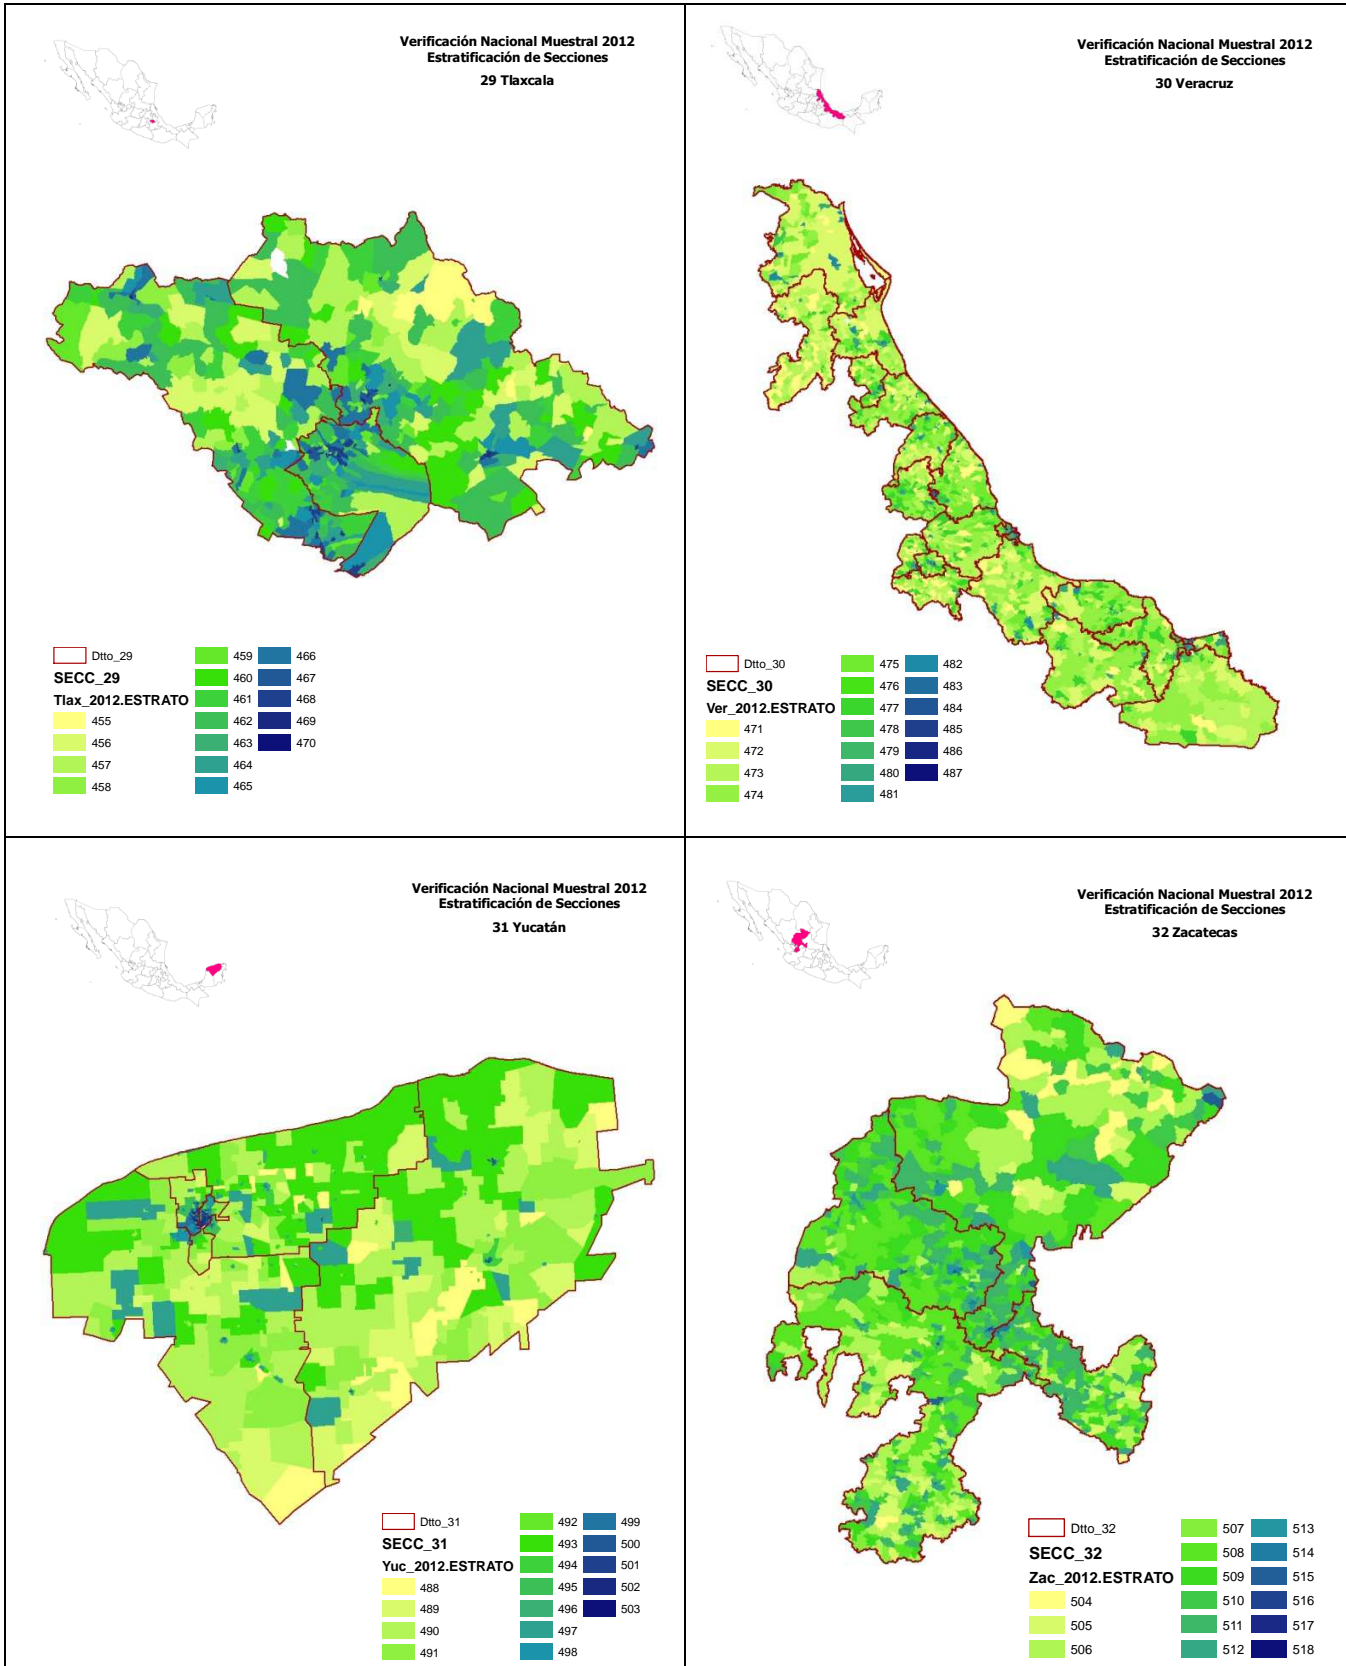 Verificación Nacional Muestral 2012
Estratificación de Secciones
29 Tlaxcala
Dtto_29
SECC_29
Tlax_2012.ESTRATO
455
456
457
458
459
460
461
462
463
464
465
466
467
468
469
470
Verificación Nacional Muestral 2012
Estratificación de Secciones
30 Veracruz
Dtto_30
SECC_30
Ver_2012.ESTRATO
471
472
473
474
475
476
477
478
479
480
481
482
483
484
485
486
487
Verificación Nacional Muestral 2012
Estratificación de Secciones
31 Yucatán
Dtto_31
SECC_31
Yuc_2012.ESTRATO
488
489
490
491
492
493
494
495
496
497
498
499
500
501
502
503
Verificación Nacional Muestral 2012
Estratificación de Secciones
32 Zacatecas
Dtto_32
SECC_32
Zac_2012.ESTRATO
504
505
506
507
508
509
510
511
512
513
514
515
516
517
518